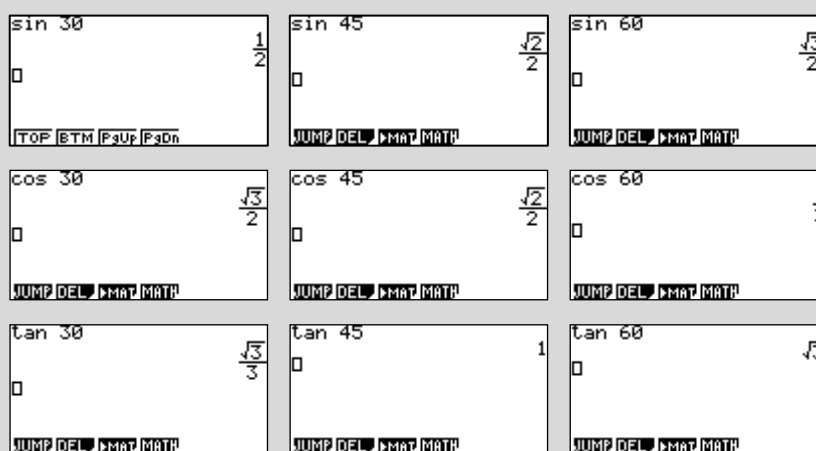 sin 30
1/2
TOP BTM PgUp PgDn
sin 45
√2/2
JUMP DEL ▶MAT MATH
sin 60
√3/2
JUMP DEL ▶MAT MATH
cos 30
√3/2
JUMP DEL ▶MAT MATH
cos 45
√2/2
JUMP DEL ▶MAT MATH
cos 60
JUMP DEL ▶MAT MATH
tan 30
√3/3
JUMP DEL ▶MAT MATH
tan 45
1
JUMP DEL ▶MAT MATH
tan 60
√3
JUMP DEL ▶MAT MATH